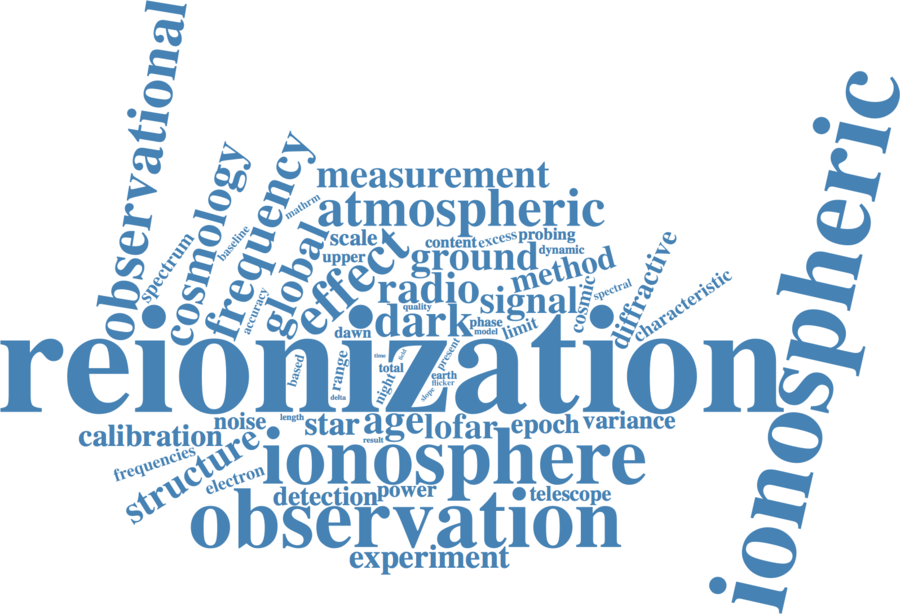 observational
ionospheric
cosmology
frequency
measurement
mathrm
atmospheric
spectrum
baseline
global
scale
effect
content
excess
probing
upper
ground
dynamic
method
diffractive
radio
signal
cosmic
spectral
characteristic
accuracy
quality
dark
phase
limit
dawn
model
reionization
based
range
time
field
present
total
earth
night
flicker
delta
slope
length
noise
star
age
lofar
epoch
variance
calibration
result
structure
ionosphere
frequencies
electron
detection
power
telescope
observation
experiment